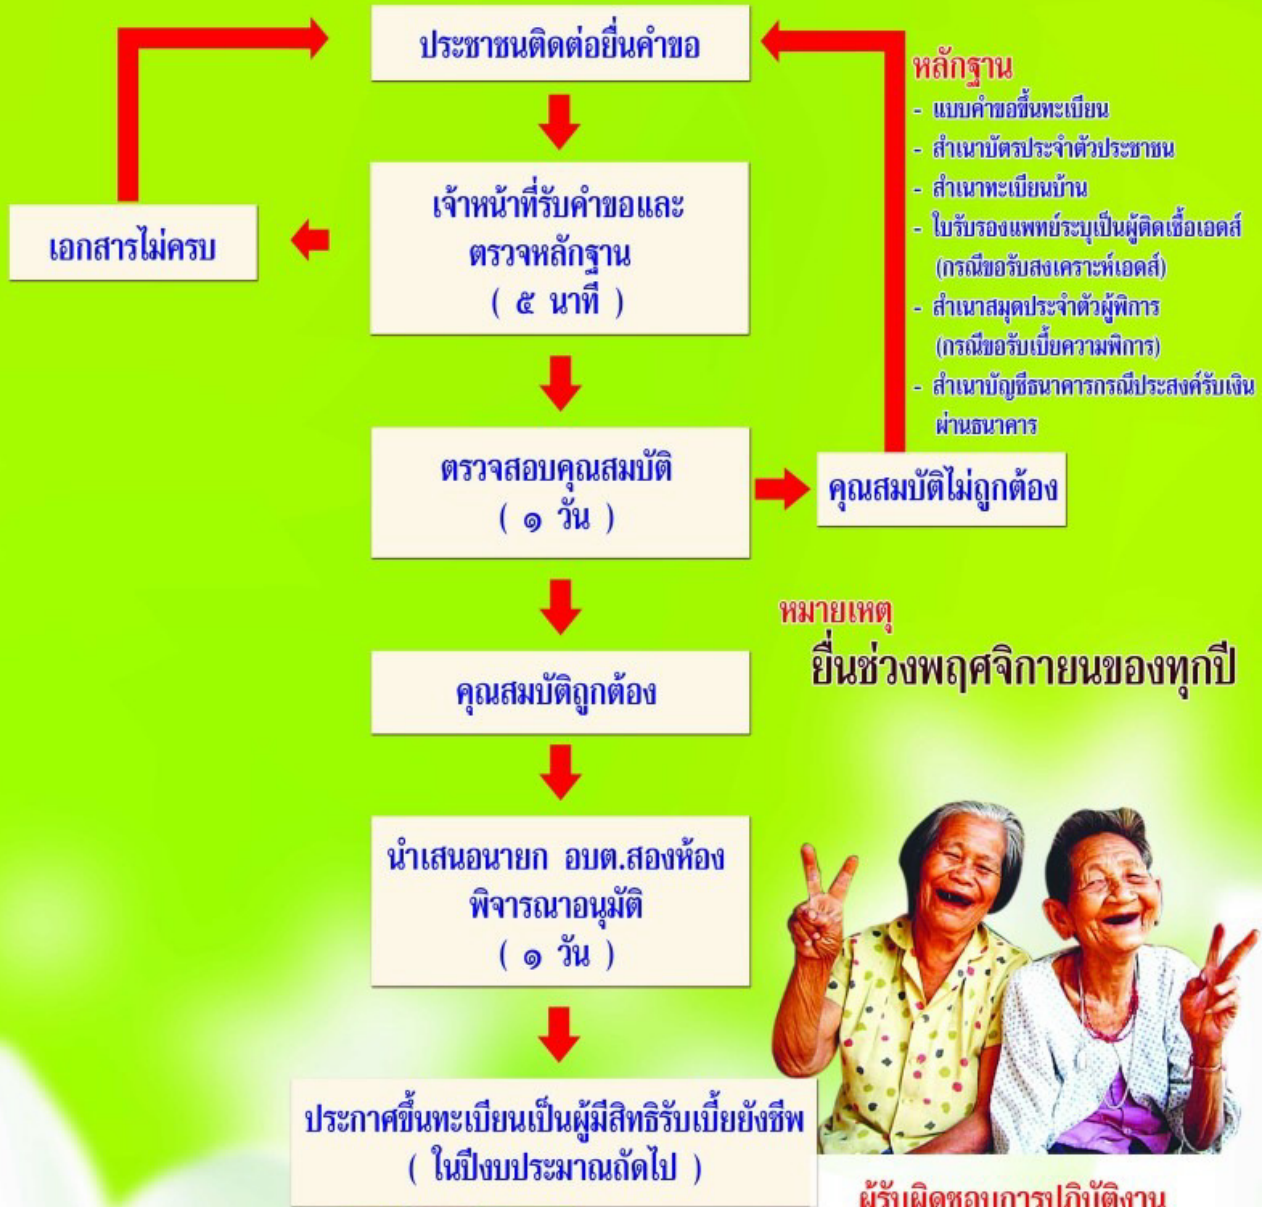 ประชาชนติดต่อยื่นคำขอ
หลักฐาน
- แบบคำขอขึ้นทะเบียน
- สำเนาบัตรประจำตัวประชาชน
- สำเนาทะเบียนบ้าน
- ใบรับรองแพทย์ระบุเป็นผู้ติดเชื้อเอดส์
(กรณีขอรับสงเคราะห์เอดส์)
- สำเนาสมุดประจำตัวผู้พิการ
(กรณีขอรับเบี้ยความพิการ)
- สำเนาบัญชีธนาคารกรณีประสงค์รับเงิน
ผ่านธนาคาร
เจ้าหน้าที่รับคำขอและ
ตรวจหลักฐาน
( ๕ นาที )
เอกสารไม่ครบ
ตรวจสอบคุณสมบัติ
( ๑ วัน )
คุณสมบัติไม่ถูกต้อง
หมายเหตุ
ยื่นช่วงพฤศจิกายนของทุกปี
คุณสมบัติถูกต้อง
นำเสนอนายก อบต.สองห้อง
พิจารณาอนุมัติ
( ๑ วัน )
ประกาศขึ้นทะเบียนเป็นผู้มีสิทธิรับเบี้ยยังชีพ
( ในปีงบประมาณถัดไป )
ผู้รับผิดชอบการปฏิบัติงาน